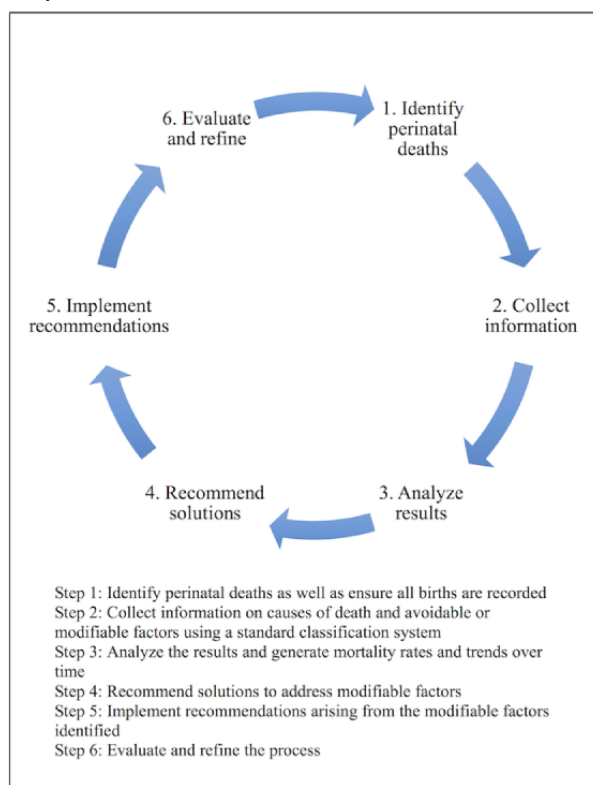 1. Identify
perinatal
deaths
2. Collect
information
3. Analyze
results
4. Recommend
solutions
5. Implement
recommendations
6. Evaluate
and refine
Step 1: Identify perinatal deaths as well as ensure all births are recorded
Step 2: Collect information on causes of death and avoidable or
modifiable factors using a standard classification system
Step 3: Analyze the results and generate mortality rates and trends over
time
Step 4: Recommend solutions to address modifiable factors
Step 5: Implement recommendations arising from the modifiable factors
identified
Step 6: Evaluate and refine the process